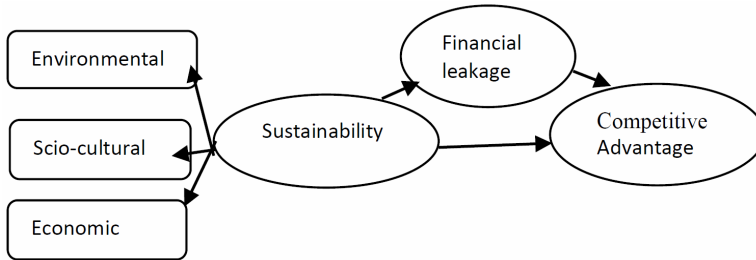 Environmental
Scio-cultural
Economic
Sustainability
Financial
leakage
Competitive
Advantage